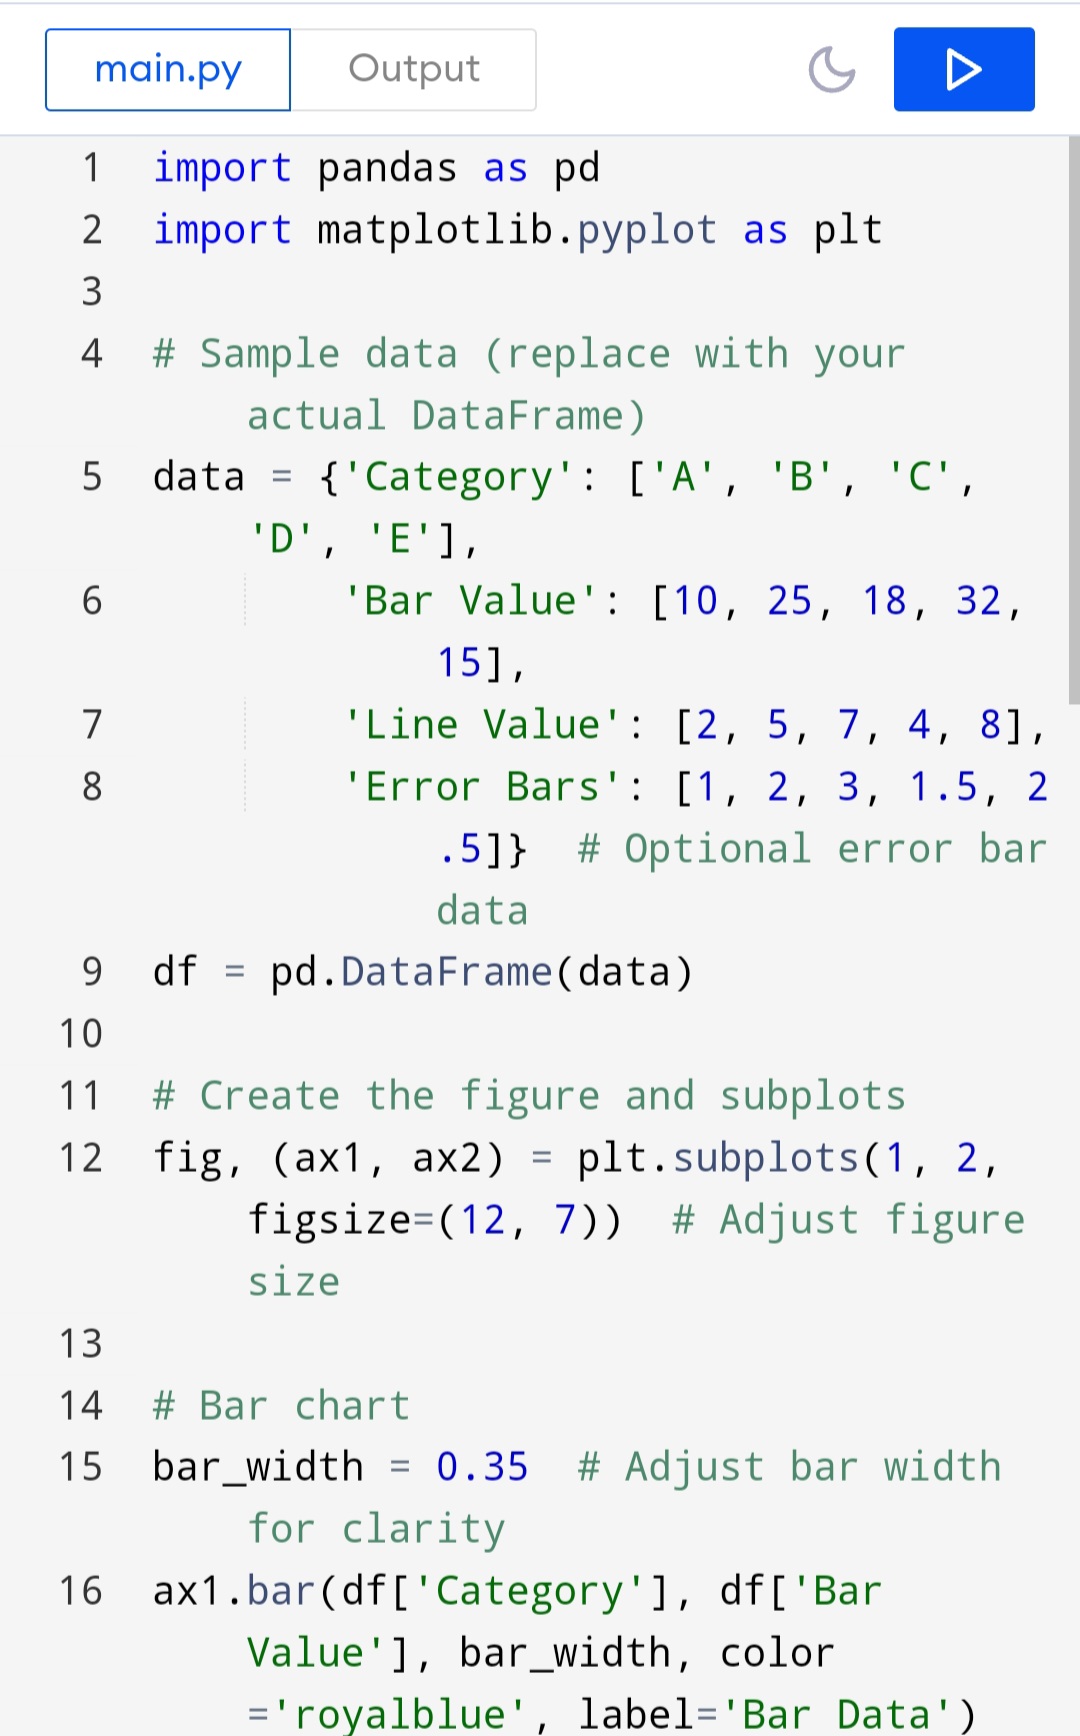 main.py Output
1 import pandas as pd
2 import matplotlib.pyplot as plt
3
4 # Sample data (replace with your
actual DataFrame)
5 data = {'Category': ['A', 'B', 'C',
'D', 'E'],
6 'Bar Value': [10, 25, 18, 32,
15],
7 'Line Value': [2, 5, 7, 4, 8],
8 'Error Bars': [1, 2, 3, 1.5, 2
.5]} # Optional error bar
data
9 df = pd.DataFrame(data)
10
11 # Create the figure and subplots
12 fig, (ax1, ax2) = plt.subplots(1, 2,
figsize=(12, 7)) # Adjust figure
size
13
14 # Bar chart
15 bar_width = 0.35 # Adjust bar width
for clarity
16 ax1.bar(df['Category'], df['Bar
Value'], bar_width, color
='royalblue', label='Bar Data')